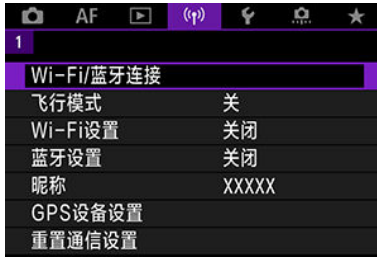 AF
1
Wi-Fi/蓝牙连接
飞行模式 关
Wi-Fi设置 关闭
蓝牙设置 关闭
昵称 XXXXX
GPS设备设置
重置通信设置